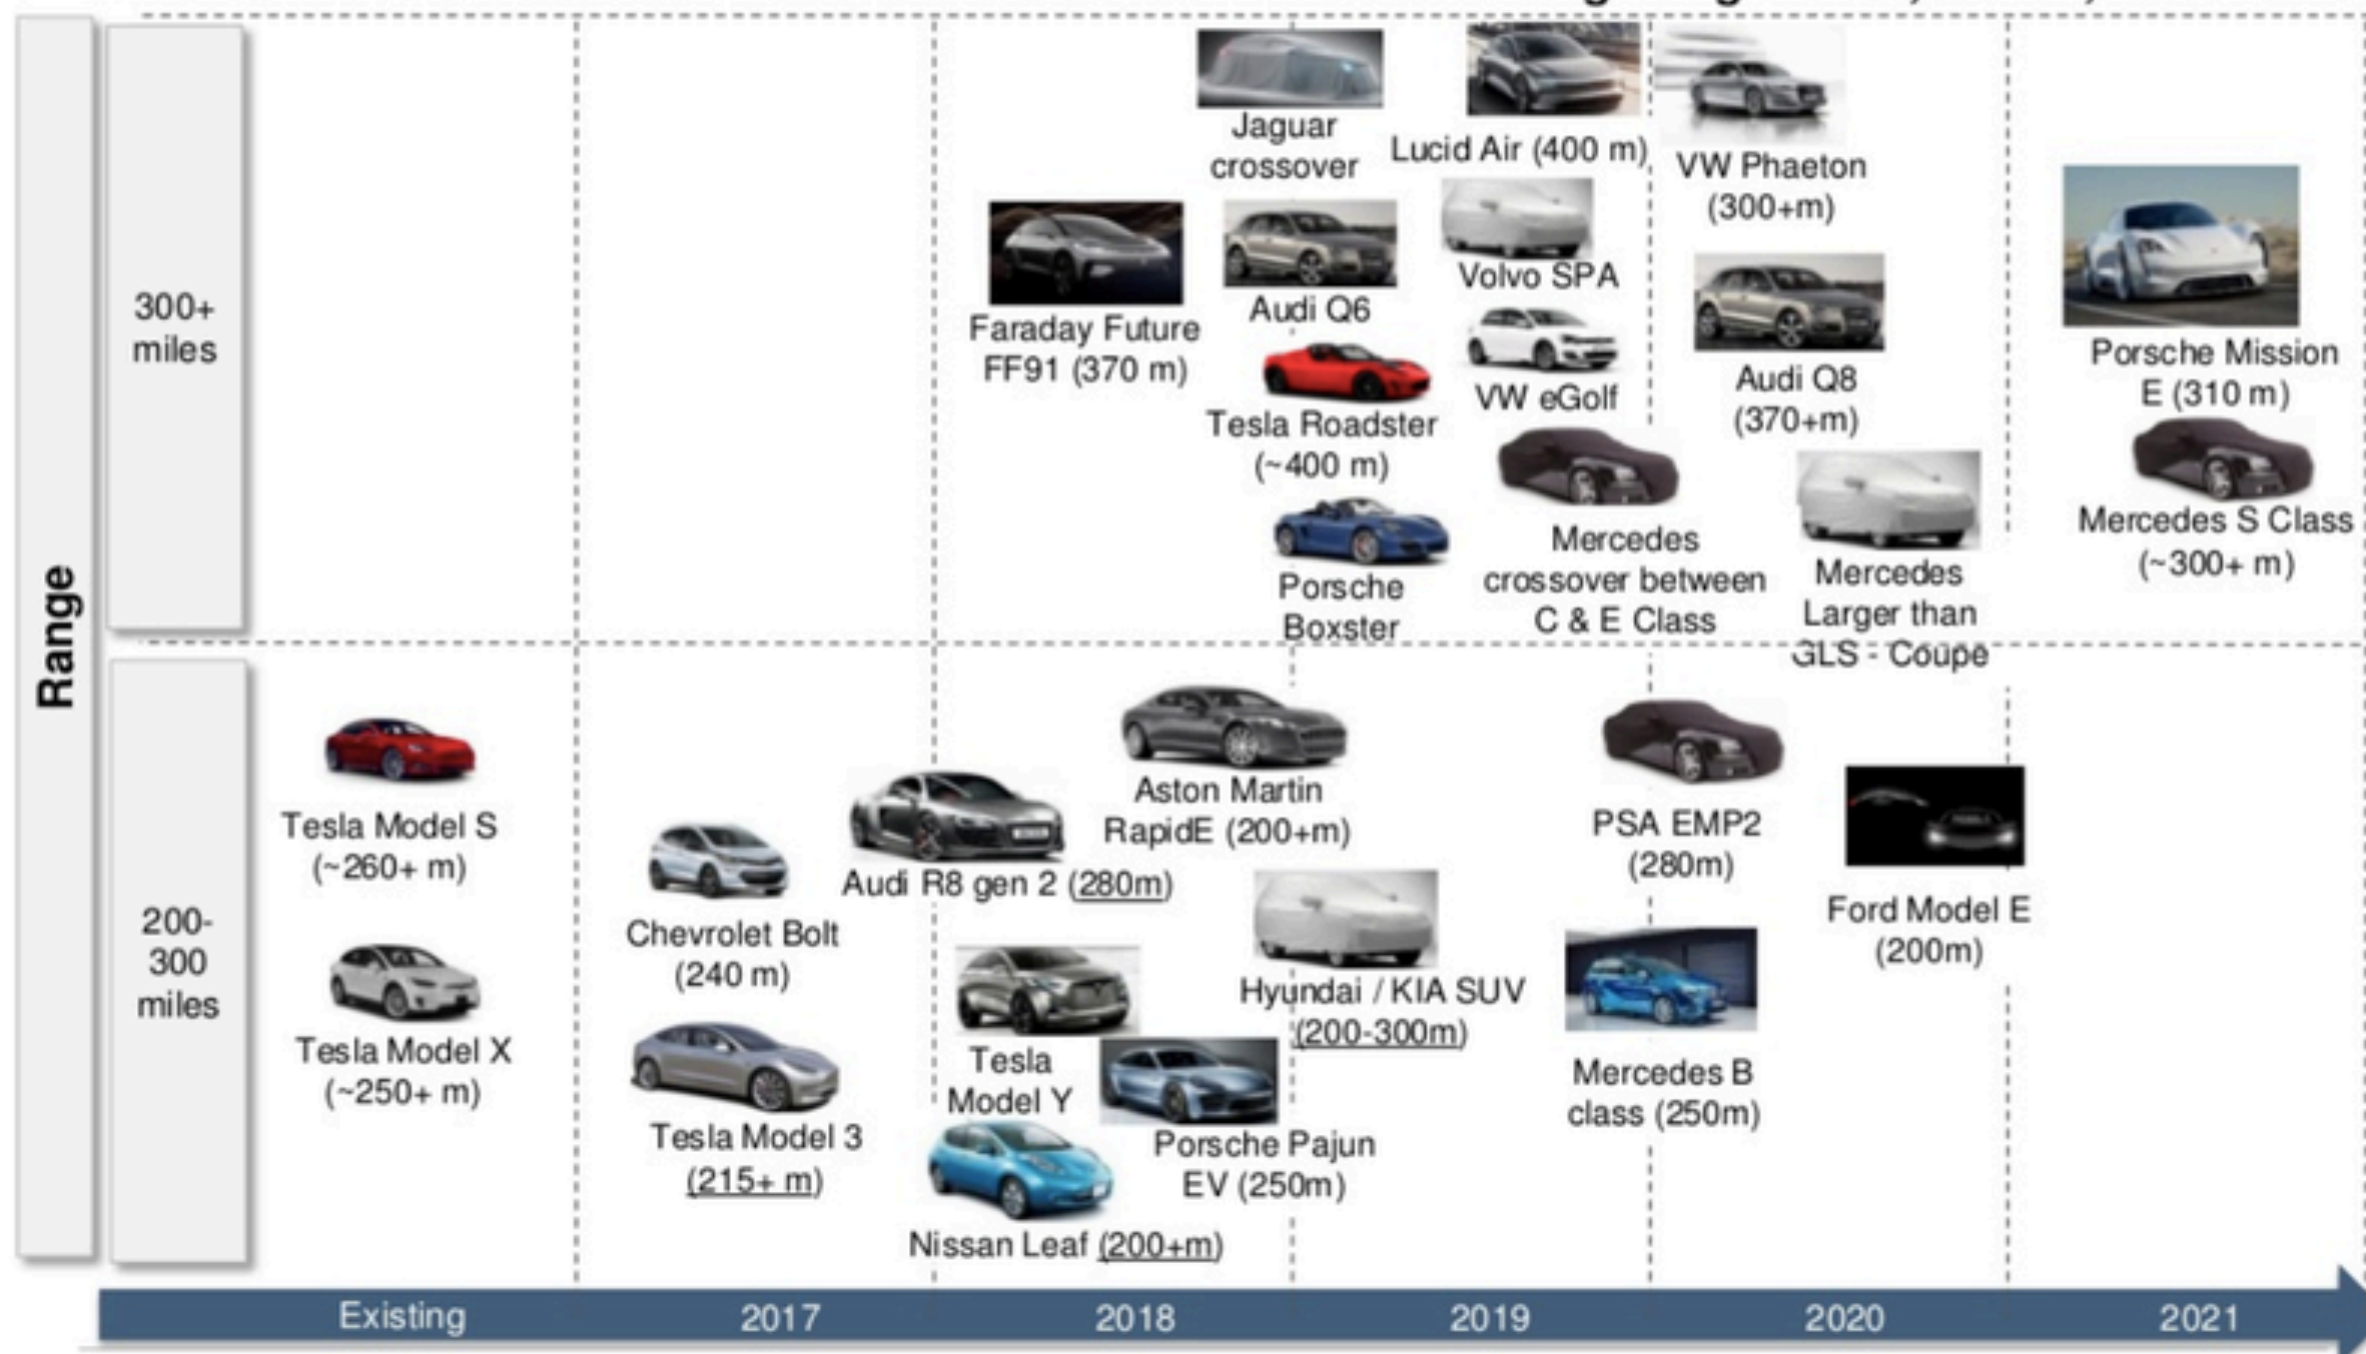 Range
300+
miles
Jaguar
crossover
Lucid Air (400 m)
VW Phaeton
(300+m)
Faraday Future
FF91 (370 m)
Audi Q6
Volvo SPA
VW eGolf
Tesla Roadster
(~400 m)
Audi Q8
(370+m)
Porsche Mission
E (310 m)
Porsche
Boxster
Mercedes
crossover between
C & E Class
Mercedes
Larger than
GLS - Coupe
Mercedes S Class
(~300+ m)
200-
300
miles
Tesla Model S
(~260+ m)
Tesla Model X
(~250+ m)
Chevrolet Bolt
(240 m)
Tesla Model 3
(215+ m)
Audi R8 gen 2 (280m)
Aston Martin
RapidE (200+m)
Tesla
Model Y
Nissan Leaf (200+m)
Porsche Pajun
EV (250m)
Hyundai / KIA SUV
(200-300m)
PSA EMP2
(280m)
Mercedes B
class (250m)
Ford Model E
(200m)
Existing
2017
2018
2019
2020
2021